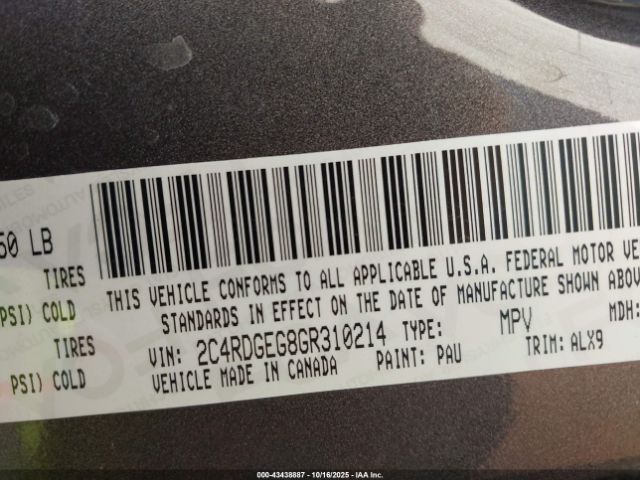 50 LB
TIRES
PSI) COLD
TIRES
PSI) COLD
THIS VEHICLE CONFORMS TO ALL APPLICABLE U.S.A. FEDERAL MOTOR VE
STANDARDS IN EFFECT ON THE DATE OF MANUFACTURE SHOWN ABOVE
VIN: 2C4RDGEG8GR310214 TYPE: MPV MDH:
VEHICLE MADE IN CANADA PAINT: PAU TRIM: ALX9
000-43438887 - 10/16/2025 - IAA Inc.